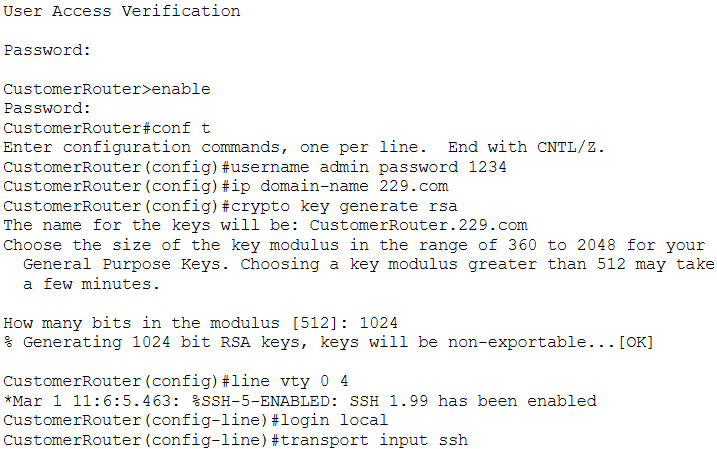 User Access Verification
Password:
CustomerRouter>enable
Password:
CustomerRouter#conf t
Enter configuration commands, one per line.  End with CNTL/Z.
CustomerRouter(config)#username admin password 1234
CustomerRouter(config)#ip domain-name 229.com
CustomerRouter(config)#crypto key generate rsa
The name for the keys will be: CustomerRouter.229.com
Choose the size of the key modulus in the range of 360 to 2048 for your
  General Purpose Keys. Choosing a key modulus greater than 512 may take
  a few minutes.
How many bits in the modulus [512]: 1024
% Generating 1024 bit RSA keys, keys will be non-exportable...[OK]
CustomerRouter(config)#line vty 0 4
*Mar 1 11:6:5.463: %SSH-5-ENABLED: SSH 1.99 has been enabled
CustomerRouter(config-line)#login local
CustomerRouter(config-line)#transport input ssh